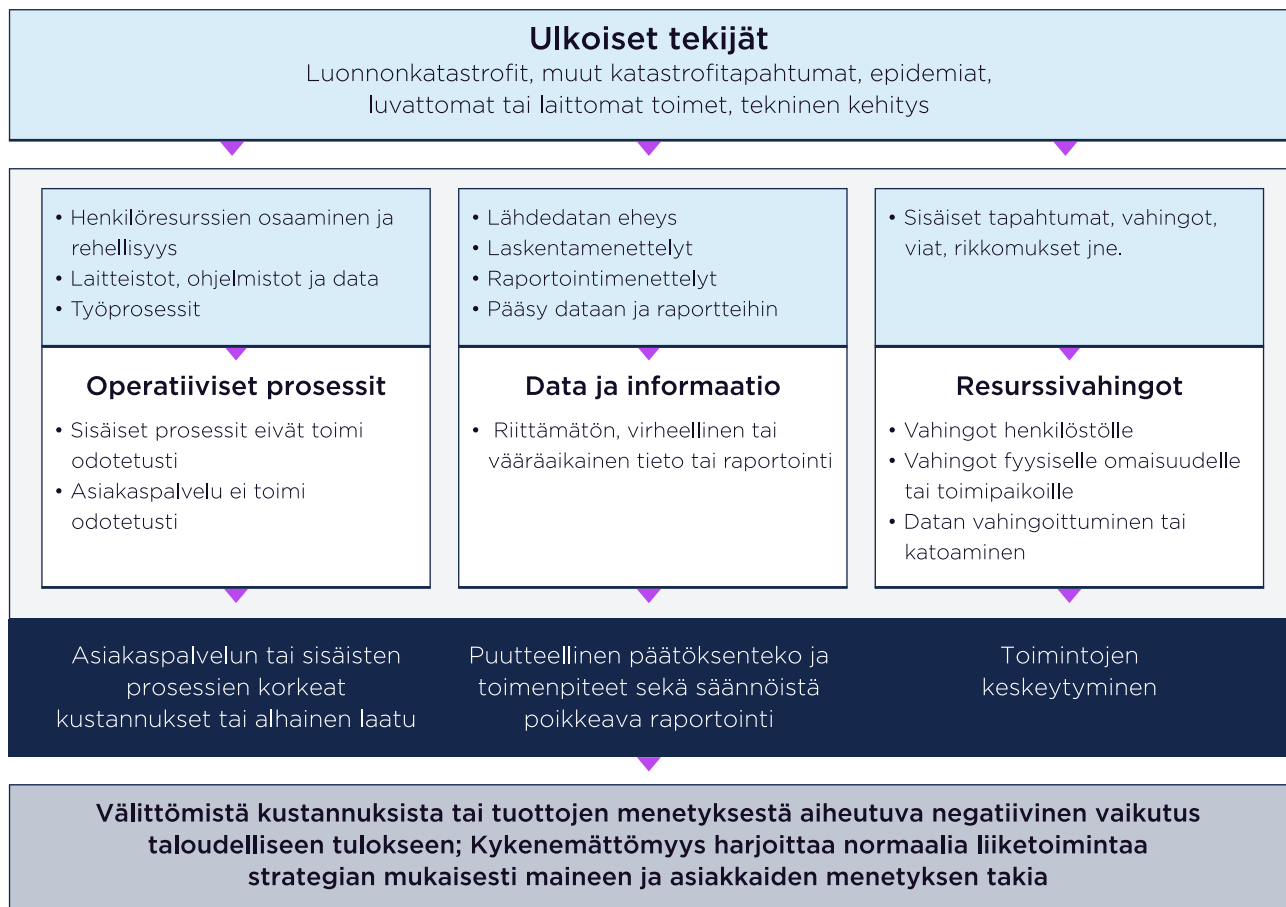 Ulkoiset tekijät
Luonnonkatastrofit, muut katastrofitapahtumat, epidemiat,
luvattomat tai laittomat toimet, tekninen kehitys
• Henkilöresurssien osaaminen ja
rehellisyys
• Laitteistot, ohjelmistot ja data
• Työprosessit
Operatiiviset prosessit
• Sisäiset prosessit eivät toimi
odotetusti
• Asiakaspalvelu ei toimi
odotetusti
• Lähdedatan eheys
• Laskentamenettelyt
• Raportointimenettelyt
• Pääsy dataan ja raportteihin
Data ja informaatio
• Riittämätön, virheellinen tai
vääräaikainen tieto tai raportointi
• Sisäiset tapahtumat, vahingot,
viat, rikkomukset jne.
Resurssivahingot
• Vahingot henkilöstölle
• Vahingot fyysiselle omaisuudelle
tai toimipaikoille
• Datan vahingoittuminen tai
katoaminen
Asiakaspalvelun tai sisäisten
prosessien korkeat
kustannukset tai alhainen laatu
Puutteellinen päätöksenteko ja
toimenpiteet sekä säännöistä
poikkeava raportointi
Toimintojen
keskeytyminen
Välittömistä kustannuksista tai tuottojen menetyksestä aiheutuva negatiivinen vaikutus
taloudelliseen tulokseen; Kykenemättömyys harjoittaa normaalia liiketoimintaa
strategian mukaisesti maineen ja asiakkaiden menetyksen takia